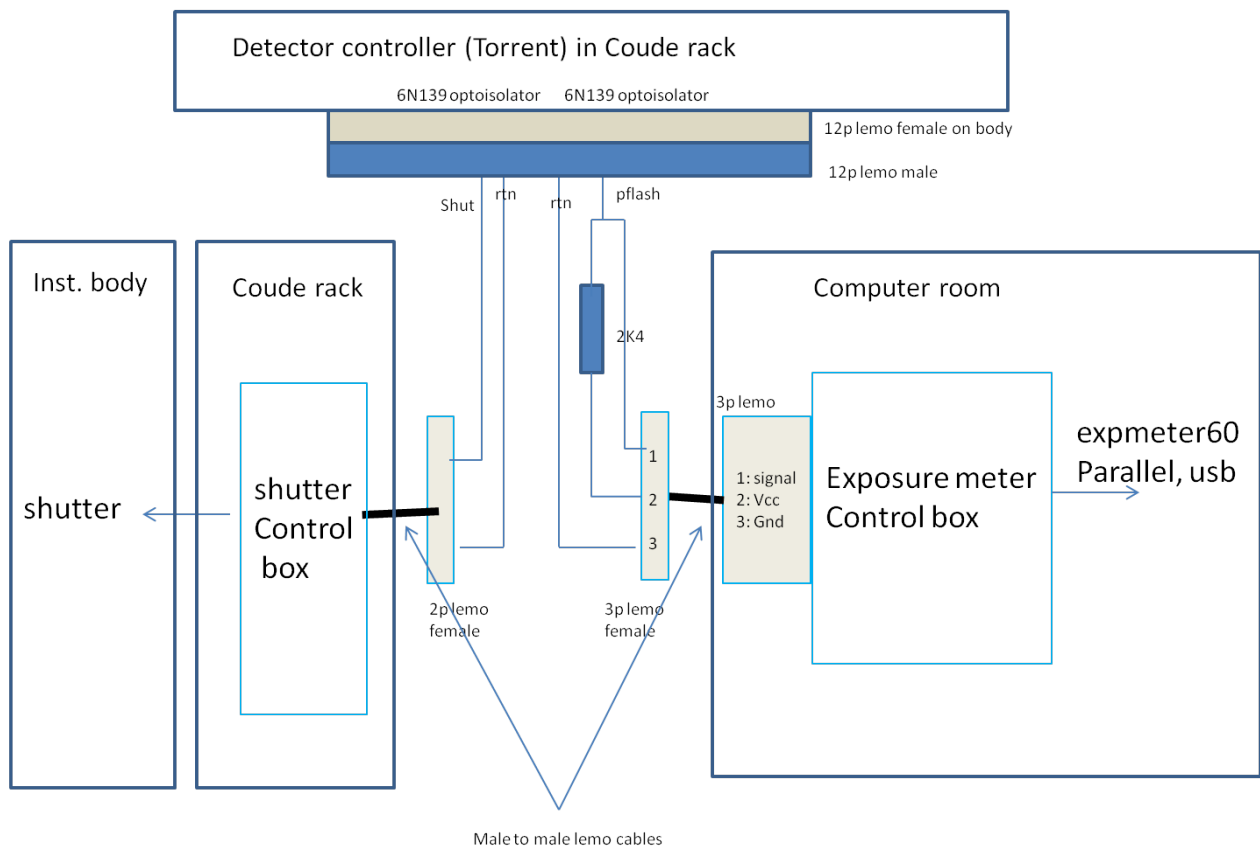 Detector controller (Torrent) in Coude rack
6N139 optoisolator
6N139 optoisolator
12p lemo female on body
12p lemo male
Shut
rtn
rtn
pflash
Inst. body
Coude rack
Computer room
2K4
3p lemo
1
2
3
1: signal
2: Vcc
3: Gnd
shutter
shutter
Control
box
Exposure meter
Control box
expmeter60
Parallel, usb
2p lemo
female
3p lemo
female
Male to male lemo cables